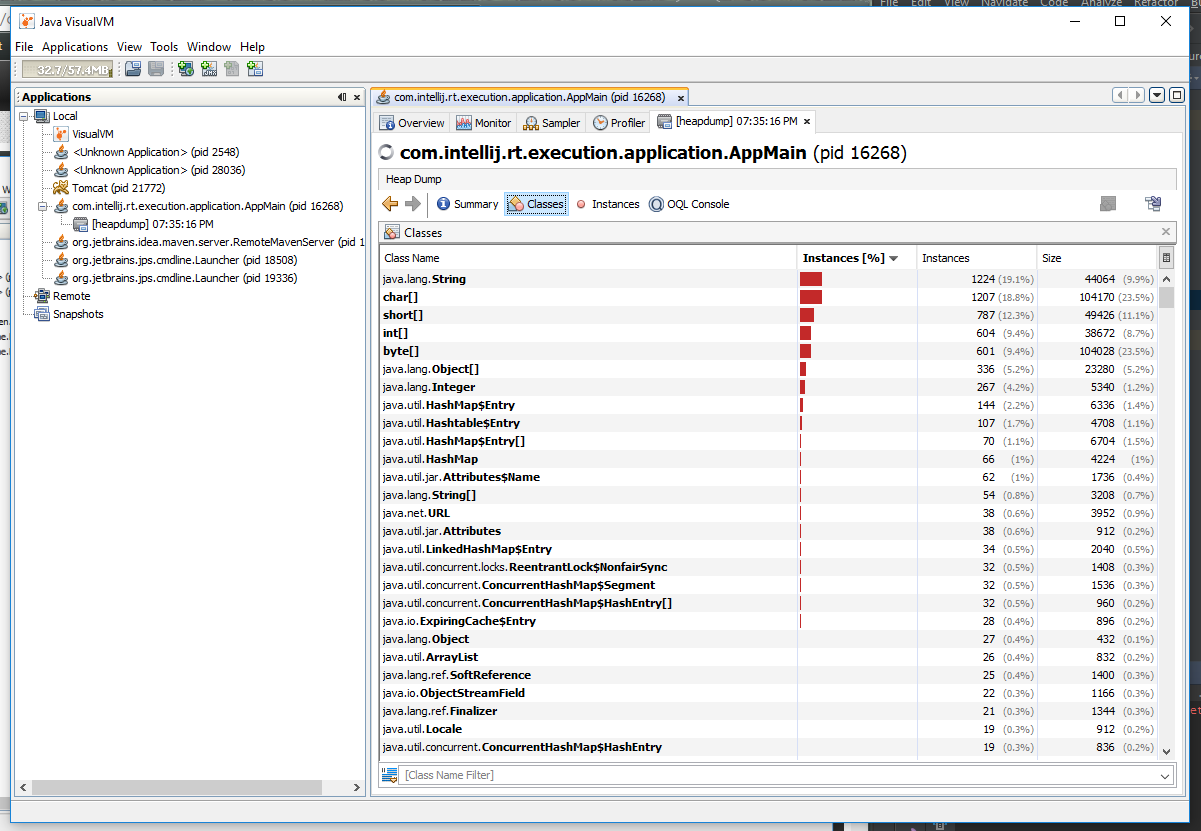 File Edit View Navigate Code Analyze Refactor
Java VisualVM
File Applications View Tools Window Help
32.7/57.4MB
Applications
Local
VisualVM
<Unknown Application> (pid 2548)
<Unknown Application> (pid 28036)
Tomcat (pid 21772)
com.intellij.rt.execution.application.AppMain (pid 16268)
[heapdump] 07:35:16 PM
org.jetbrains.idea.maven.server.RemoteMavenServer (pid 1
org.jetbrains.jps.cmdline.Launcher (pid 18508)
org.jetbrains.jps.cmdline.Launcher (pid 19336)
Remote
Snapshots
com.intellij.rt.execution.application.AppMain (pid 16268)
Overview Monitor Sampler Profiler [heapdump] 07:35:16 PM
com.intellij.rt.execution.application.AppMain (pid 16268)
Heap Dump
Summary Classes Instances OQL Console
Classes
Class Name Instances [%] Instances Size
java.lang.String 1224 (19.1%) 44064 (9.9%)
char[] 1207 (18.8%) 104170 (23.5%)
short[] 787 (12.3%) 49426 (11.1%)
int[] 604 (9.4%) 38672 (8.7%)
byte[] 601 (9.4%) 104028 (23.5%)
java.lang.Object[] 336 (5.2%) 23280 (5.2%)
java.lang.Integer 267 (4.2%) 5340 (1.2%)
java.util.HashMap$Entry 144 (2.2%) 6336 (1.4%)
java.util.Hashtable$Entry 107 (1.7%) 4708 (1.1%)
java.util.HashMap$Entry[] 70 (1.1%) 6704 (1.5%)
java.util.HashMap 66 (1%) 4224 (1%)
java.util.jar.Attributes$Name 62 (1%) 1736 (0.4%)
java.lang.String[] 54 (0.8%) 3208 (0.7%)
java.net.URL 38 (0.6%) 3952 (0.9%)
java.util.jar.Attributes 38 (0.6%) 912 (0.2%)
java.util.LinkedHashMap$Entry 34 (0.5%) 2040 (0.5%)
java.util.concurrent.locks.ReentrantLock$NonfairSync 32 (0.5%) 1408 (0.3%)
java.util.concurrent.ConcurrentHashMap$Segment 32 (0.5%) 1536 (0.3%)
java.util.concurrent.ConcurrentHashMap$HashEntry[] 32 (0.5%) 960 (0.2%)
java.io.ExpiringCache$Entry 28 (0.4%) 896 (0.2%)
java.lang.Object 27 (0.4%) 432 (0.1%)
java.util.ArrayList 26 (0.4%) 832 (0.2%)
java.lang.ref.SoftReference 25 (0.4%) 1400 (0.3%)
java.io.ObjectStreamField 22 (0.3%) 1166 (0.3%)
java.lang.ref.Finalizer 21 (0.3%) 1344 (0.3%)
java.util.Locale 19 (0.3%) 912 (0.2%)
java.util.concurrent.ConcurrentHashMap$HashEntry 19 (0.3%) 836 (0.2%)
[Class Name Filter]